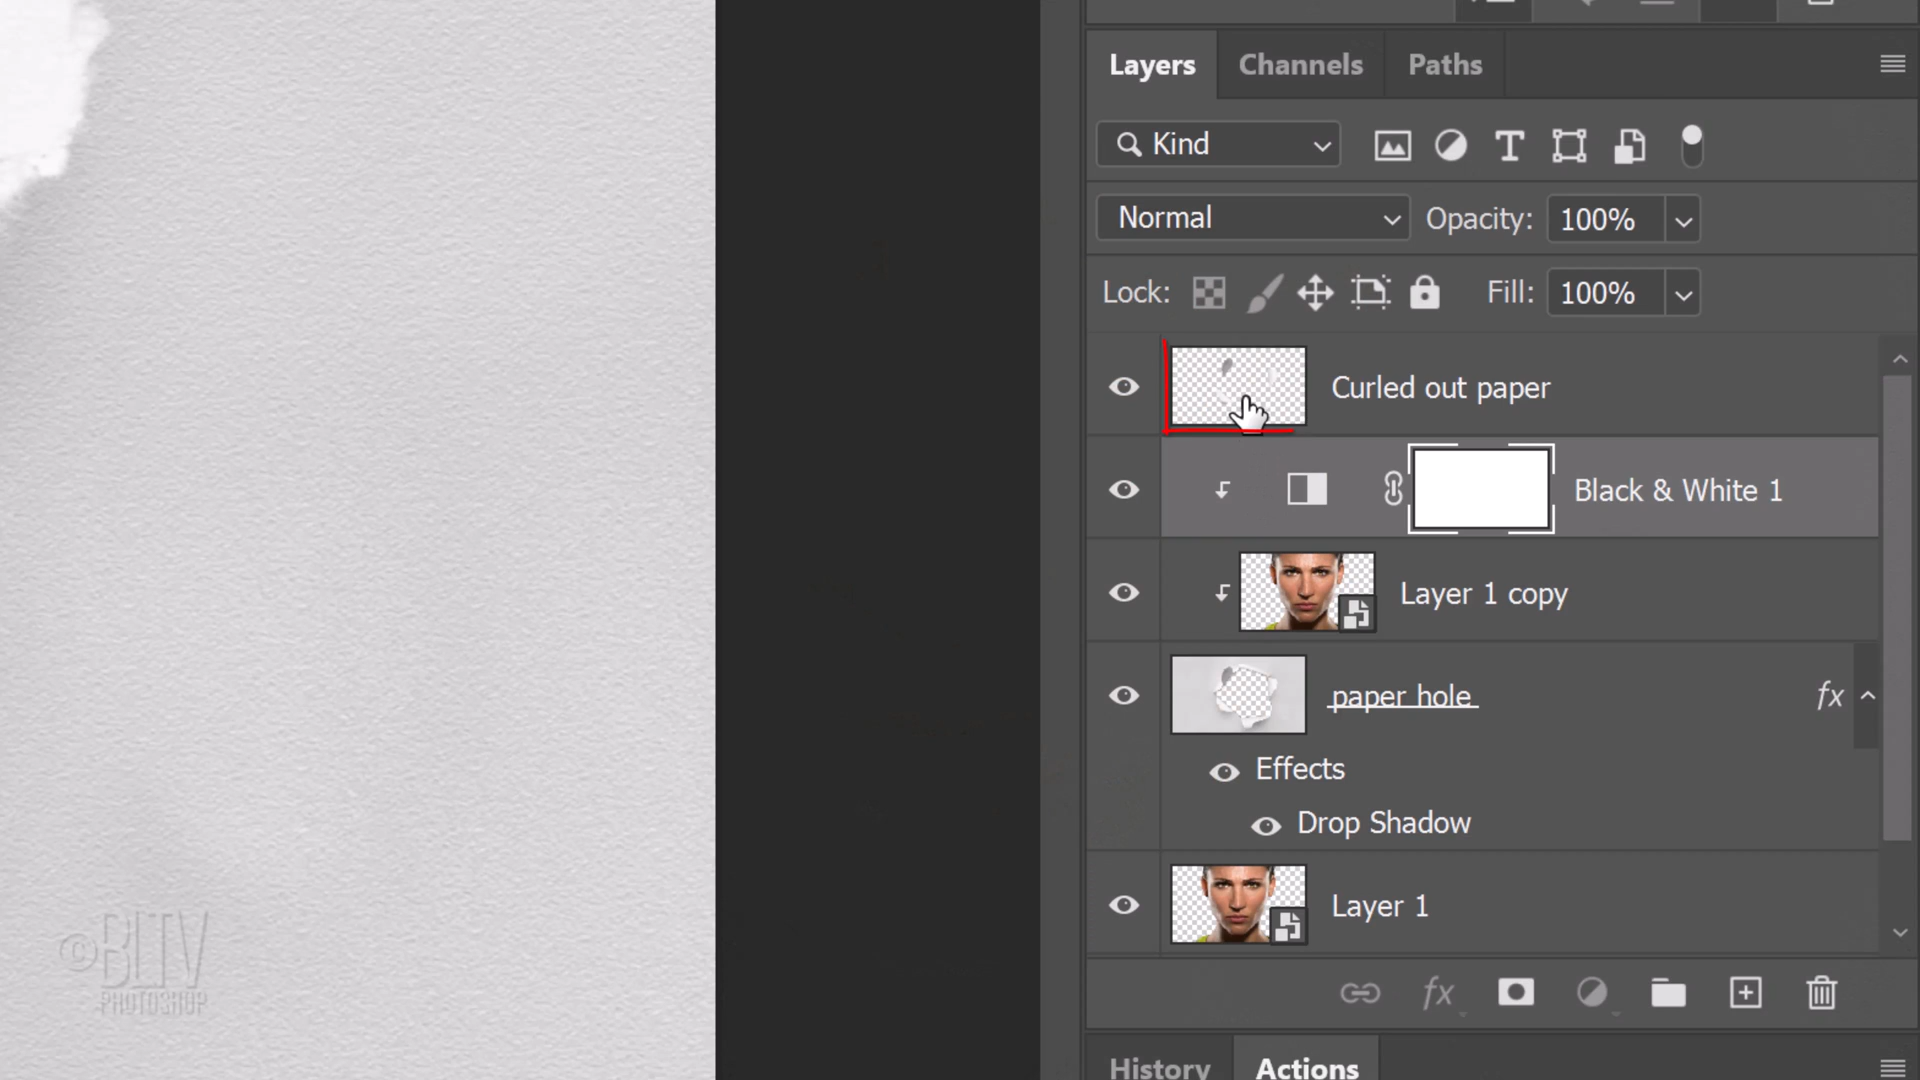 Layers Channels Paths
Kind
Normal Opacity: 100%
Lock: Fill: 100%
Curled out paper
Black & White 1
Layer 1 copy
paper hole fx
Effects
Drop Shadow
Layer 1
fx
History Actions
©BLTV
PHOTOSHOP